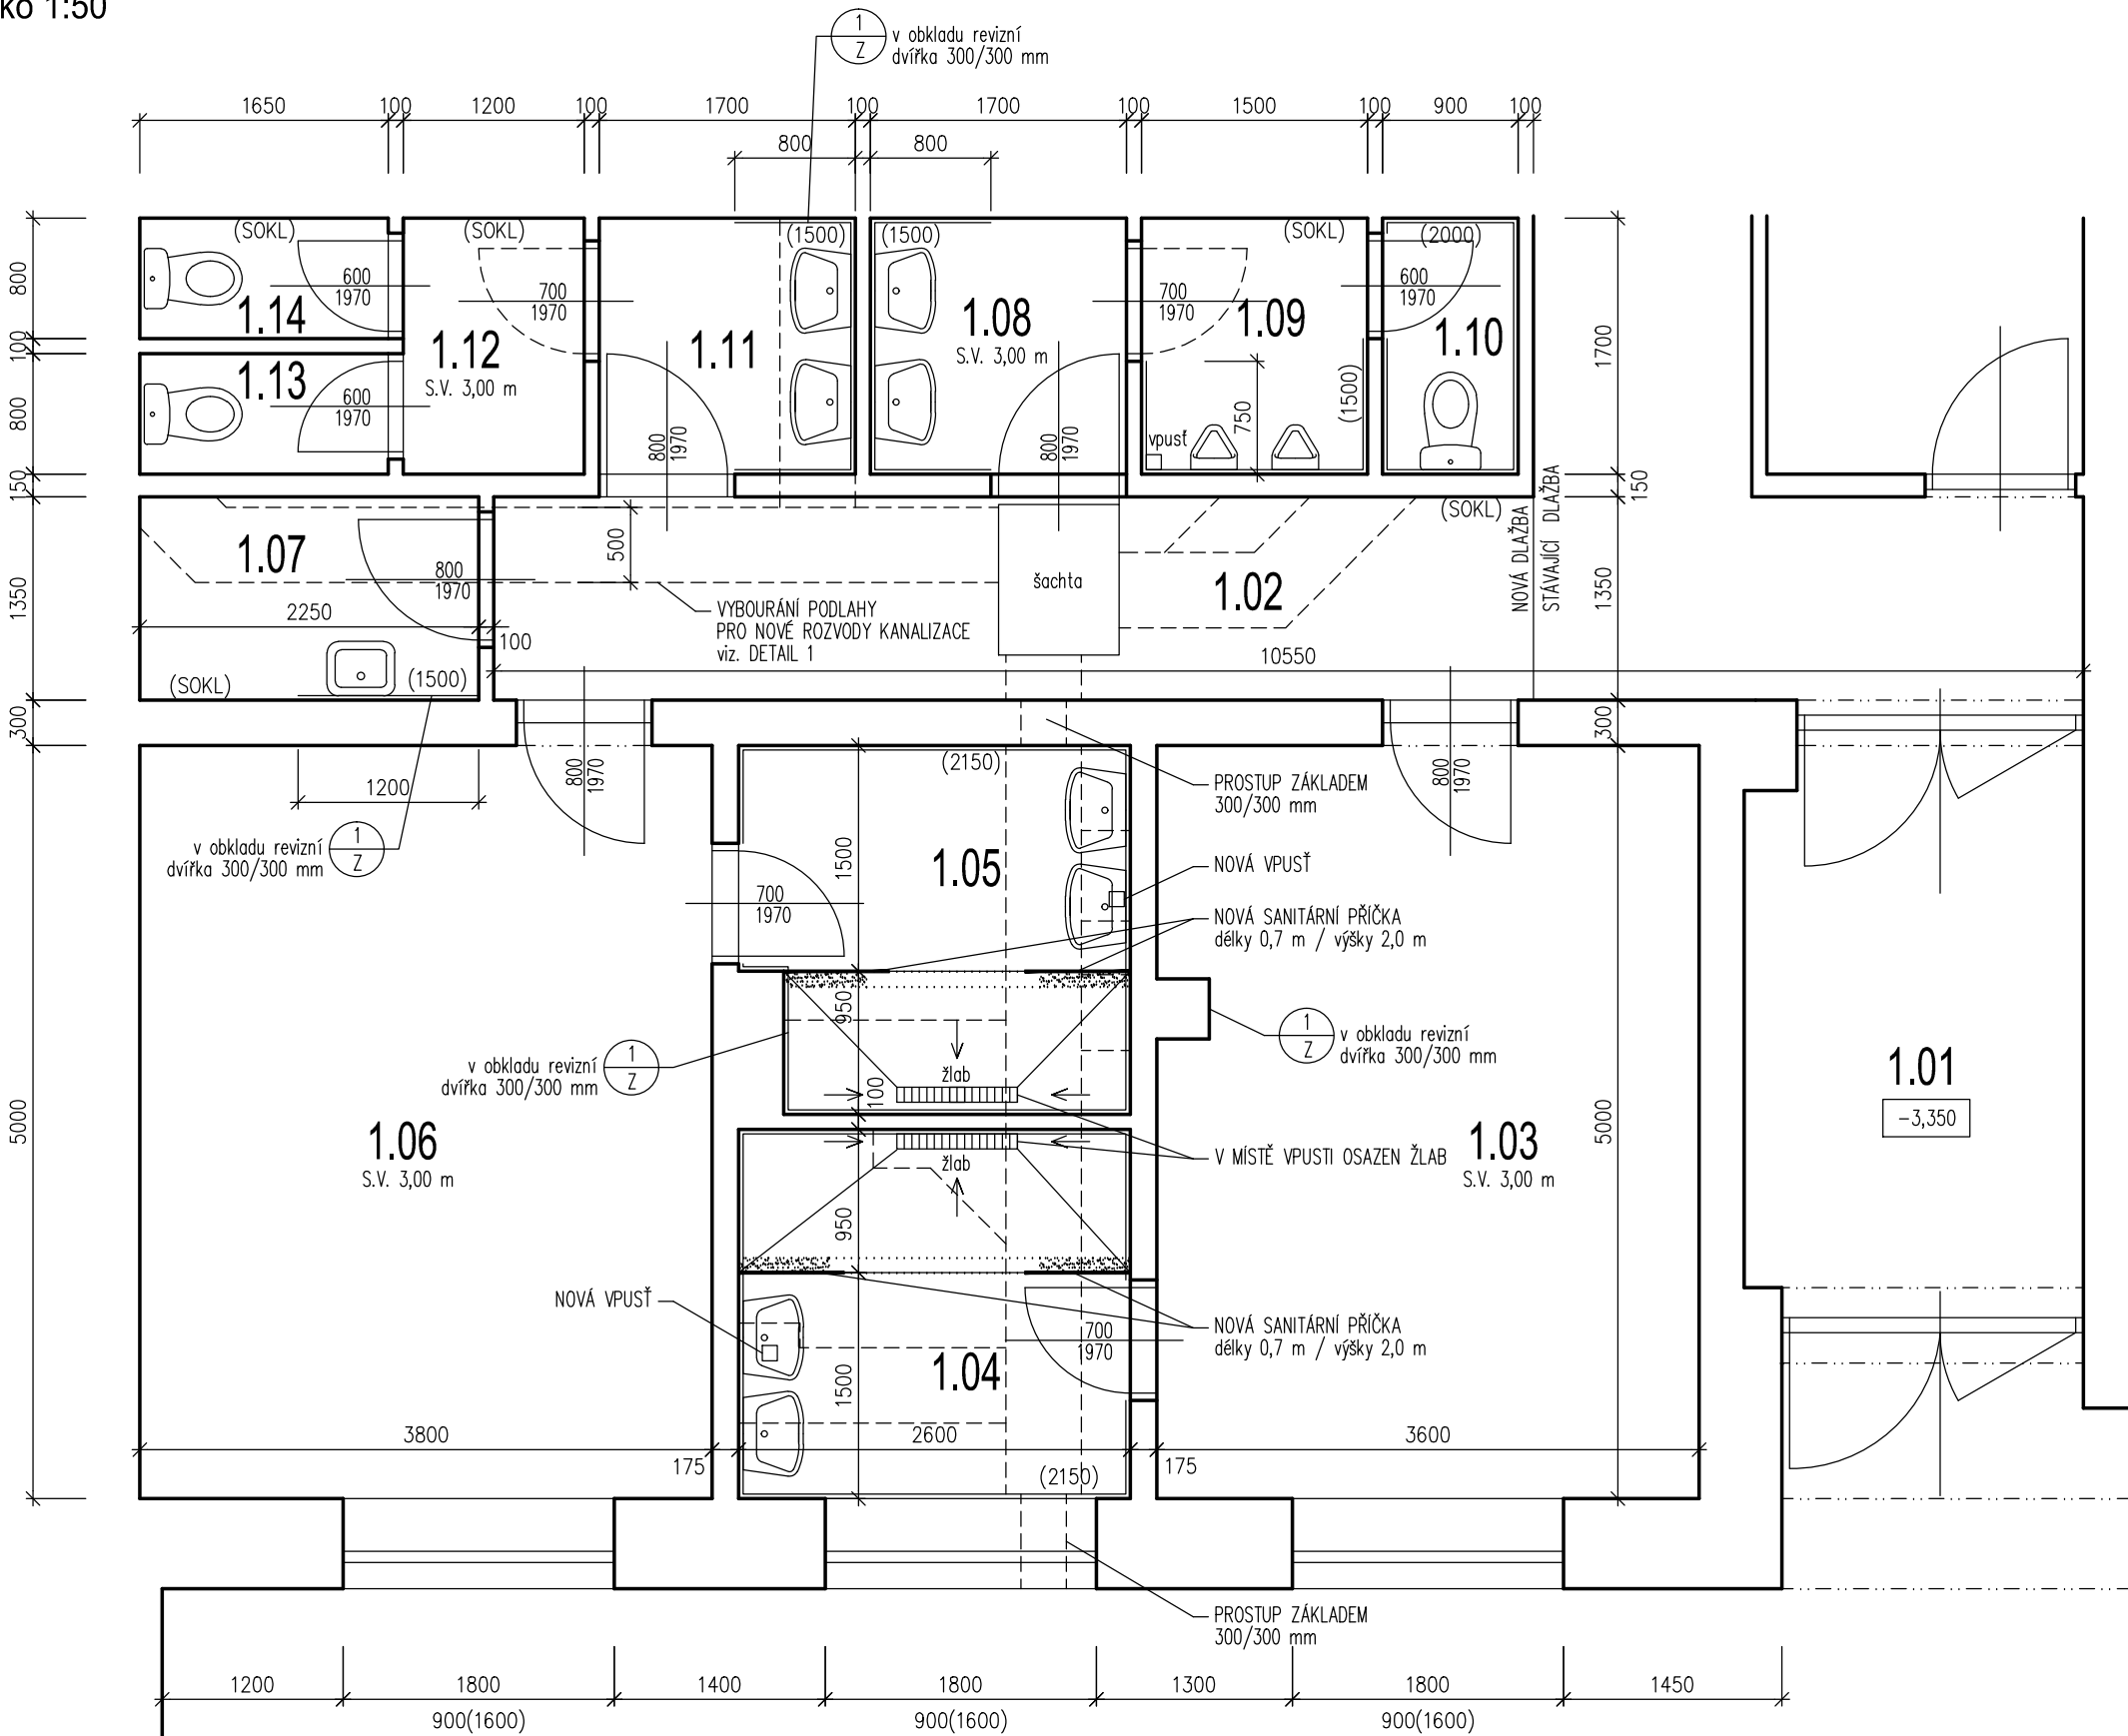 ko 1:50
1
Z
v obkladu revizní
dvířka 300/300 mm
1650
100
1200
100
1700
100
1700
100
1500
100
900
100
800
800
(SOKL)
(SOKL)
(1500)
(1500)
(SOKL)
(2000)
800
100
800
150
1350
300
5000
600
1970
1.14
600
1970
1.13
1.12
S.V. 3,00 m
700
1970
1.11
800
1970
1.08
S.V. 3,00 m
800
1970
700
1970
1.09
750
(1500)
vpusť
600
1970
1.10
1700
150
1350
300
5000
NOVÁ DLAŽBA
STÁVAJÍCÍ DLAŽBA
(SOKL)
1.07
800
1970
2250
100
(SOKL)
(1500)
500
šachta
1.02
VYBOURÁNÍ PODLAHY
PRO NOVÉ ROZVODY KANALIZACE
viz. DETAIL 1
10550
800
1970
800
1970
1200
v obkladu revizní
dvířka 300/300 mm
1
Z
(2150)
PROSTUP ZÁKLADEM
300/300 mm
1500
1.05
NOVÁ VPUSŤ
700
1970
NOVÁ SANITÁRNÍ PŘÍČKA
délky 0,7 m / výšky 2,0 m
950
1
Z
v obkladu revizní
dvířka 300/300 mm
v obkladu revizní
dvířka 300/300 mm
1
Z
žlab
100
1.01
-3,350
1.06
S.V. 3,00 m
žlab
V MÍSTĚ VPUSTI OSAZEN ŽLAB
1.03
S.V. 3,00 m
950
NOVÁ VPUSŤ
NOVÁ SANITÁRNÍ PŘÍČKA
délky 0,7 m / výšky 2,0 m
700
1970
1500
1.04
3800
175
2600
175
3600
(2150)
PROSTUP ZÁKLADEM
300/300 mm
1200
1800
1400
1800
1300
1800
1450
900(1600)
900(1600)
900(1600)